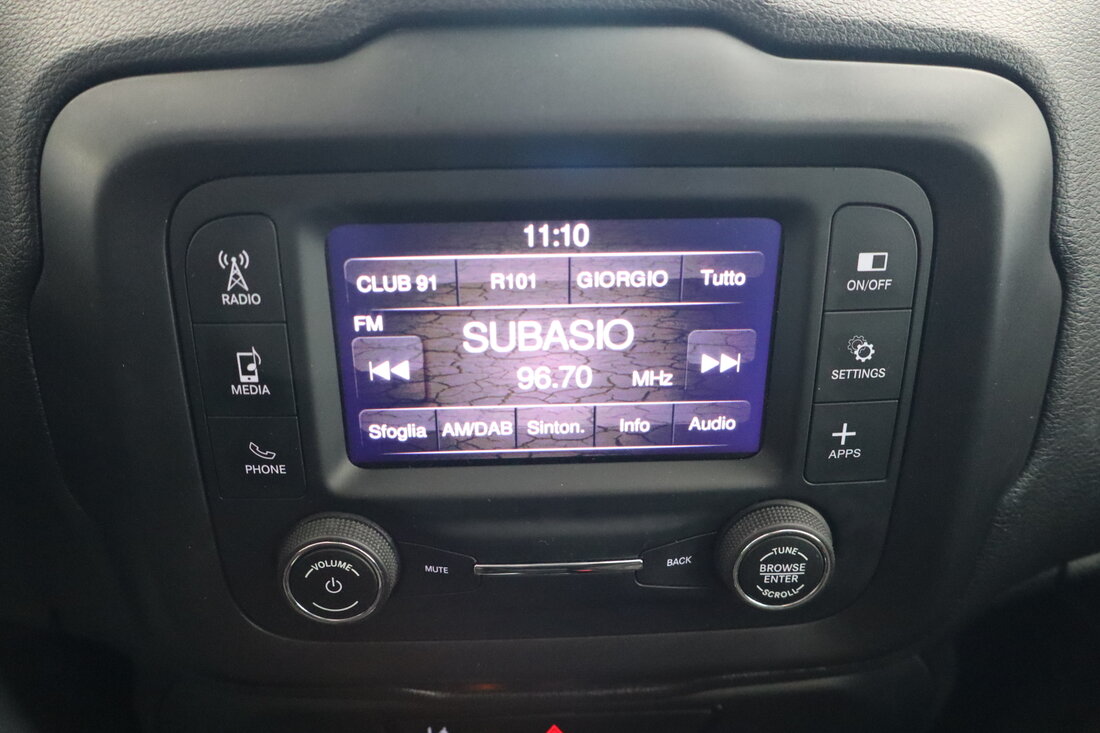 11:10
CLUB 91 R101 GIORGIO Tutto
FM
SUBASIO
96.70 MHz
Sfoglia AM/DAB Sinton. Info Audio
RADIO
MEDIA
PHONE
ON/OFF
SETTINGS
APPS
VOLUME
MUTE
BACK
TUNE
BROWSE
ENTER
SCROLL